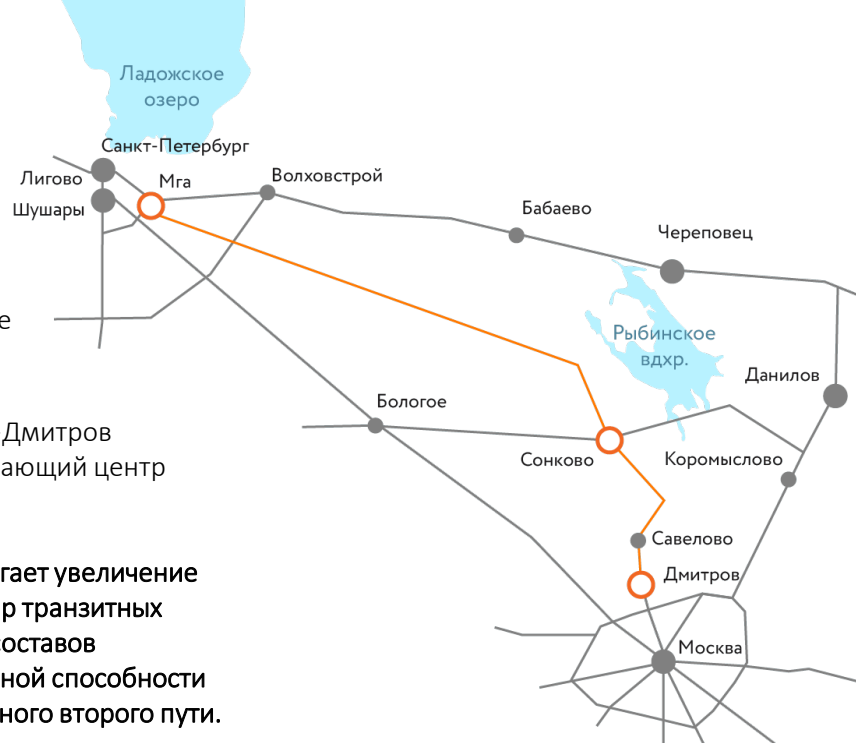 Ладожское
озеро
Санкт-Петербург
Лигово
Мга
Шушары
Волховстрой
Бабаево
Череповец
е
Рыбинское
вдхр.
Данилов
Бологое
-Дмитров
ающий центр
Сонково
Коромыслово
Савелово
Дмитров
гает увеличение
р транзитных
составов
ной способности
ного второго пути.
Москва